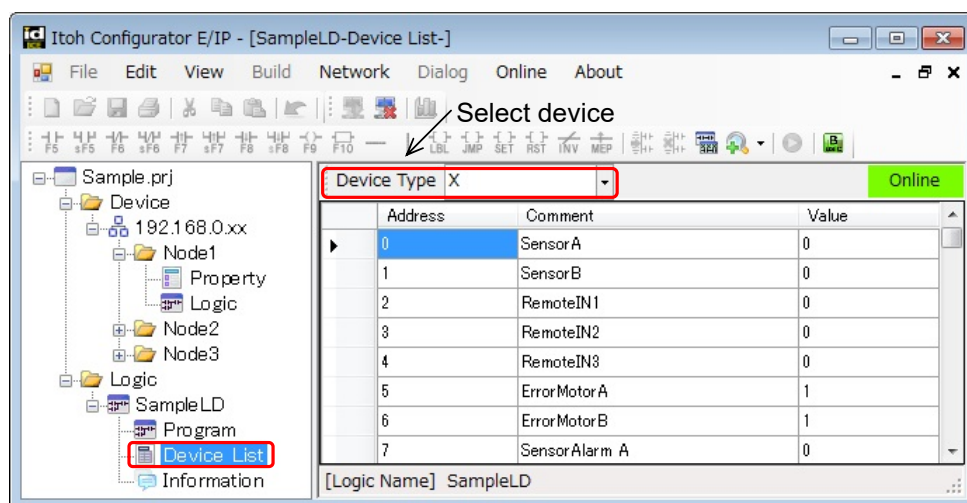 Itoh Configurator E/IP - [SampleLD-Device List-]
File Edit View Build Network Dialog Online About
Select device
F5 sF5 F6 sF6 F7 sF7 F8 sF8 F9 F10 LBL JMP SET RST INV MEP
Sample.prj
Device
192.168.0.xx
Node1
Property
Logic
Node2
Node3
Logic
SampleLD
Program
Device List
Information
Device Type X
Online
Address Comment Value
0 SensorA 0
1 SensorB 0
2 RemoteIN1 0
3 RemoteIN2 0
4 RemoteIN3 0
5 ErrorMotorA 1
6 ErrorMotorB 1
7 SensorAlarm A 0
[Logic Name] SampleLD